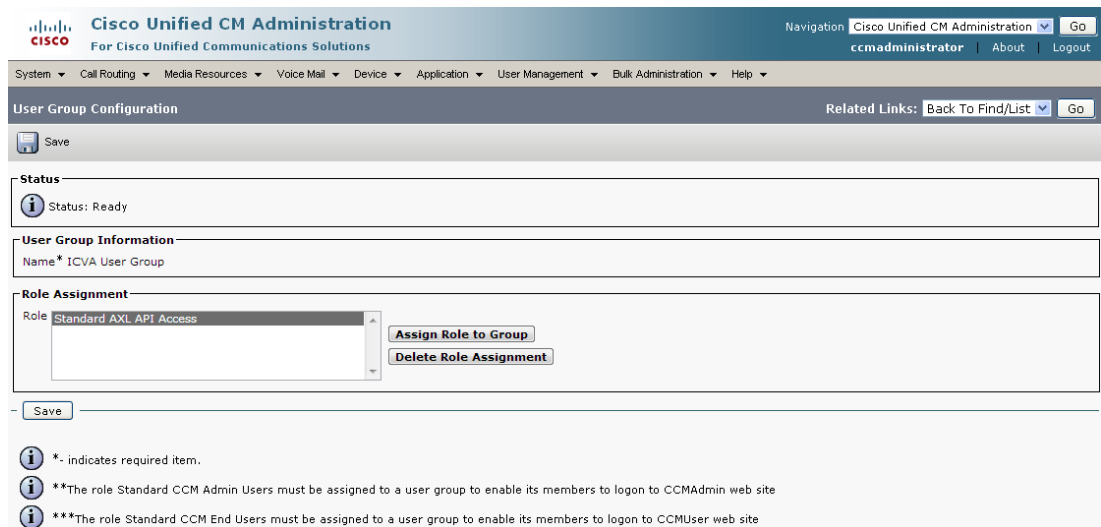 cisco
Cisco Unified CM Administration
For Cisco Unified Communications Solutions
Navigation Cisco Unified CM Administration Go
ccmadministrator | About | Logout
System Call Routing Media Resources Voice Mail Device Application User Management Bulk Administration Help
User Group Configuration
Related Links: Back To Find/List Go
Save
Status
Status: Ready
User Group Information
Name* ICVA User Group
Role Assignment
Role Standard AXL API Access
Assign Role to Group
Delete Role Assignment
Save
*- indicates required item.
**The role Standard CCM Admin Users must be assigned to a user group to enable its members to logon to CCMAdmin web site
***The role Standard CCM End Users must be assigned to a user group to enable its members to logon to CCMUser web site